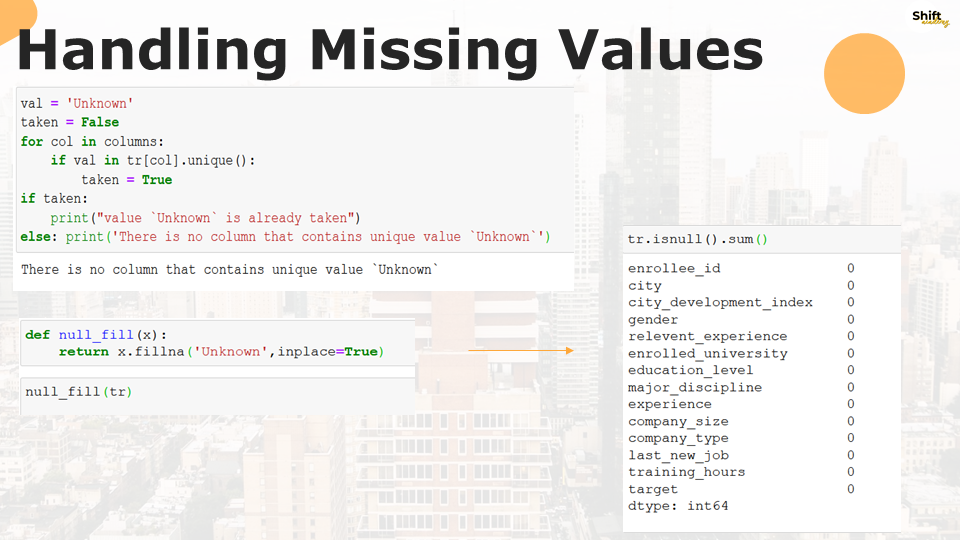 Shift
academy
Handling Missing Values
val = 'Unknown'
taken = False
for col in columns:
    if val in tr[col].unique():
        taken = True
if taken:
    print("value `Unknown` is already taken")
else: print('There is no column that contains unique value `Unknown`')
There is no column that contains unique value `Unknown`
def null_fill(x):
    return x.fillna('Unknown',inplace=True)
null_fill(tr)
tr.isnull().sum()
enrollee_id 0
city 0
city_development_index 0
gender 0
relevent_experience 0
enrolled_university 0
education_level 0
major_discipline 0
experience 0
company_size 0
company_type 0
last_new_job 0
training_hours 0
target 0
dtype: int64